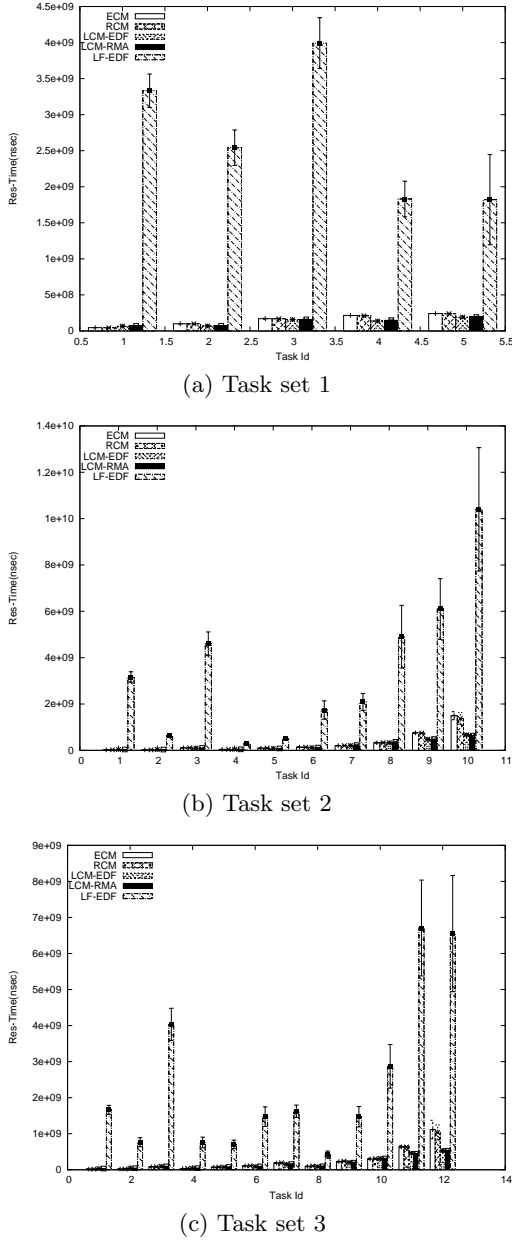 4.5e+09
4e+09
3.5e+09
3e+09
2.5e+09
2e+09
1.5e+09
1e+09
5e+08
0
Res-Time(nsec)
ECM
RCM
LCM-EDF
LCM-RMA
LF-EDF
0.5 1 1.5 2 2.5 3 3.5 4 4.5 5 5.5
Task Id
(a) Task set 1
1.4e+10
1.2e+10
1e+10
8e+09
6e+09
4e+09
2e+09
0
Res-Time(nsec)
ECM
RCM
LCM-EDF
LCM-RMA
LF-EDF
0 1 2 3 4 5 6 7 8 9 10 11
Task Id
(b) Task set 2
9e+09
8e+09
7e+09
6e+09
5e+09
4e+09
3e+09
2e+09
1e+09
0
Res-Time(nsec)
ECM
RCM
LCM-EDF
LCM-RMA
LF-EDF
0 2 4 6 8 10 12 14
Task Id
(c) Task set 3